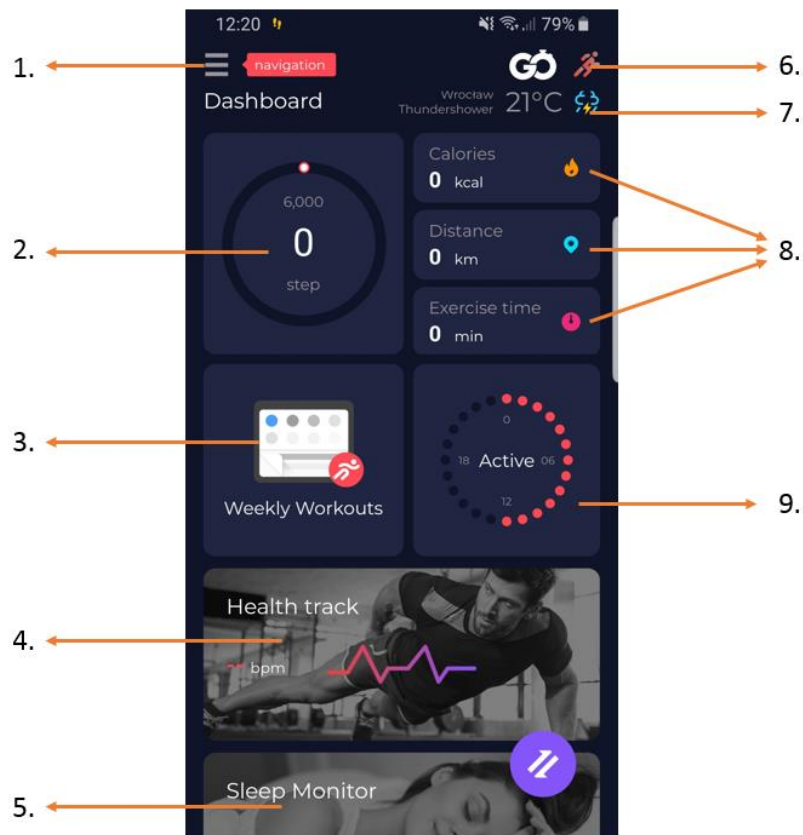 12:20 79%
1. navigation GO 6.
Dashboard Wrocław
Thundershower 21°C 7.
Calories
0 kcal
6,000
2. 0
step
Distance
0 km
8.
Exercise time
0 min
3. Weekly Workouts
0
18 Active 06
12
9.
4. Health track
-- bpm
5. Sleep Monitor